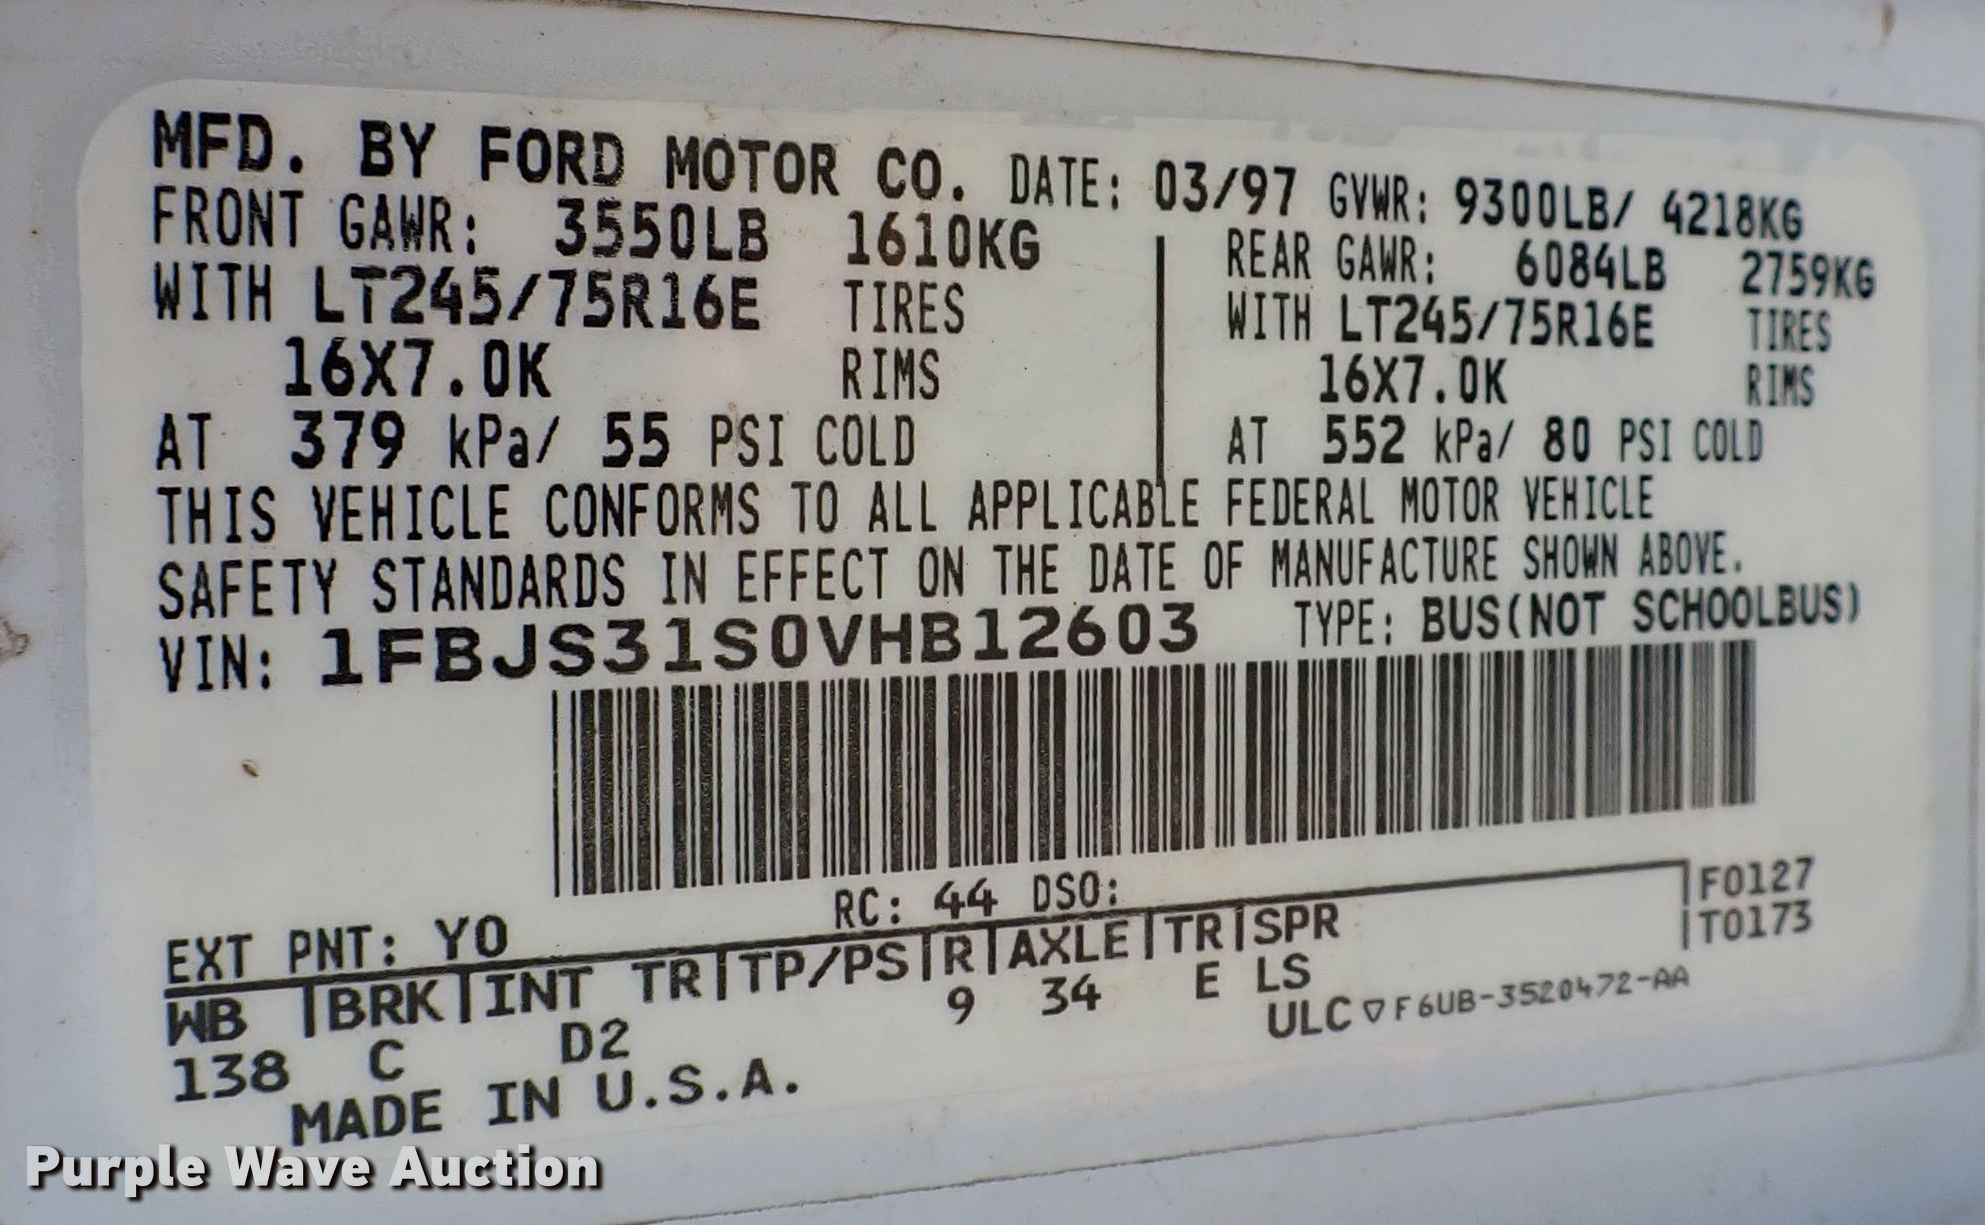 MFD. BY FORD MOTOR CO. DATE: 03/97 GVWR: 9300LB/ 4218KG
FRONT GAWR: 3550LB 1610KG
WITH LT245/75R16E TIRES
16X7.0K RIMS
AT 379 kPa/ 55 PSI COLD
REAR GAWR: 6084LB 2759KG
WITH LT245/75R16E TIRES
16X7.0K RIMS
AT 552 kPa/ 80 PSI COLD
THIS VEHICLE CONFORMS TO ALL APPLICABLE FEDERAL MOTOR VEHICLE
SAFETY STANDARDS IN EFFECT ON THE DATE OF MANUFACTURE SHOWN ABOVE.
VIN: 1FBJS31S0VHB12603 TYPE: BUS(NOT SCHOOLBUS)
EXT PNT: YO RC: 44 DSO: F0127
T0173
WB |BRK|INT TR|TP/PS|R|AXLE|TR|SPR
138 C D2 9 34 E LS
MADE IN U.S.A. ULC ▽ F6UB-3520472-AA
Purple Wave Auction